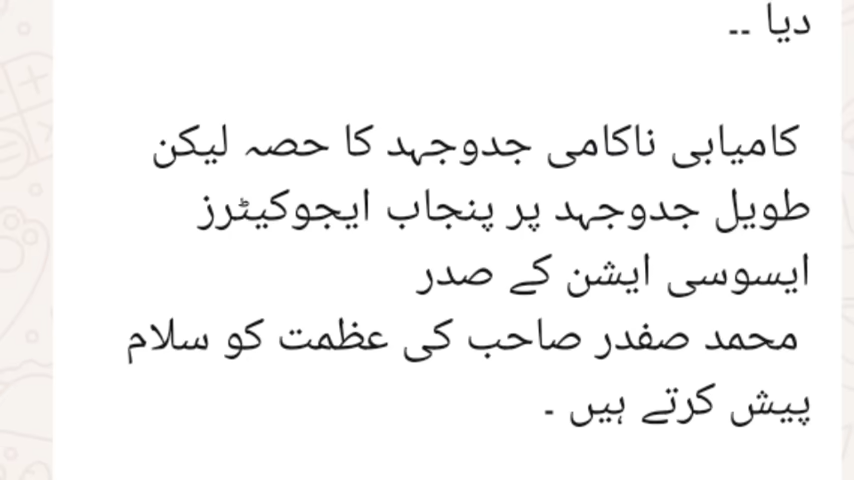 دیا --
کامیابی ناکامی جدوجہد کا حصہ لیکن
طویل جدوجہد پر پنجاب ایجوکیٹرز
ایسوسی ایشن کے صدر
محمد صفدر صاحب کی عظمت کو سلام
پیش کرتے ہیں ۔